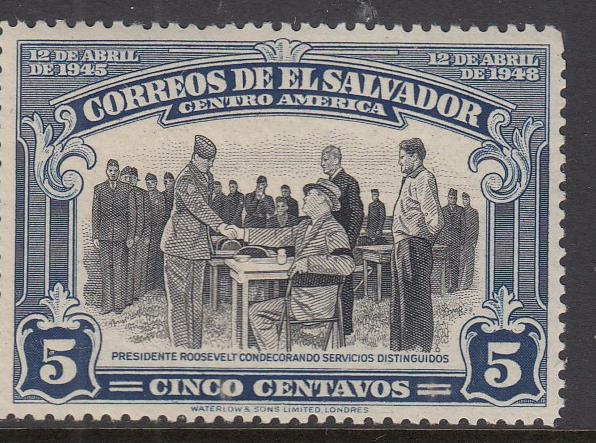 12 DE ABRIL
DE 1945
12 DE ABRIL
DE 1948
CORREOS DE EL SALVADOR
CENTRO AMERICA
PRESIDENTE ROOSEVELT CONDECORANDO SERVICIOS DISTINGUIDOS
5
= CINCO CENTAVOS =
5
WATERLOW & SONS LIMITED, LONDRES